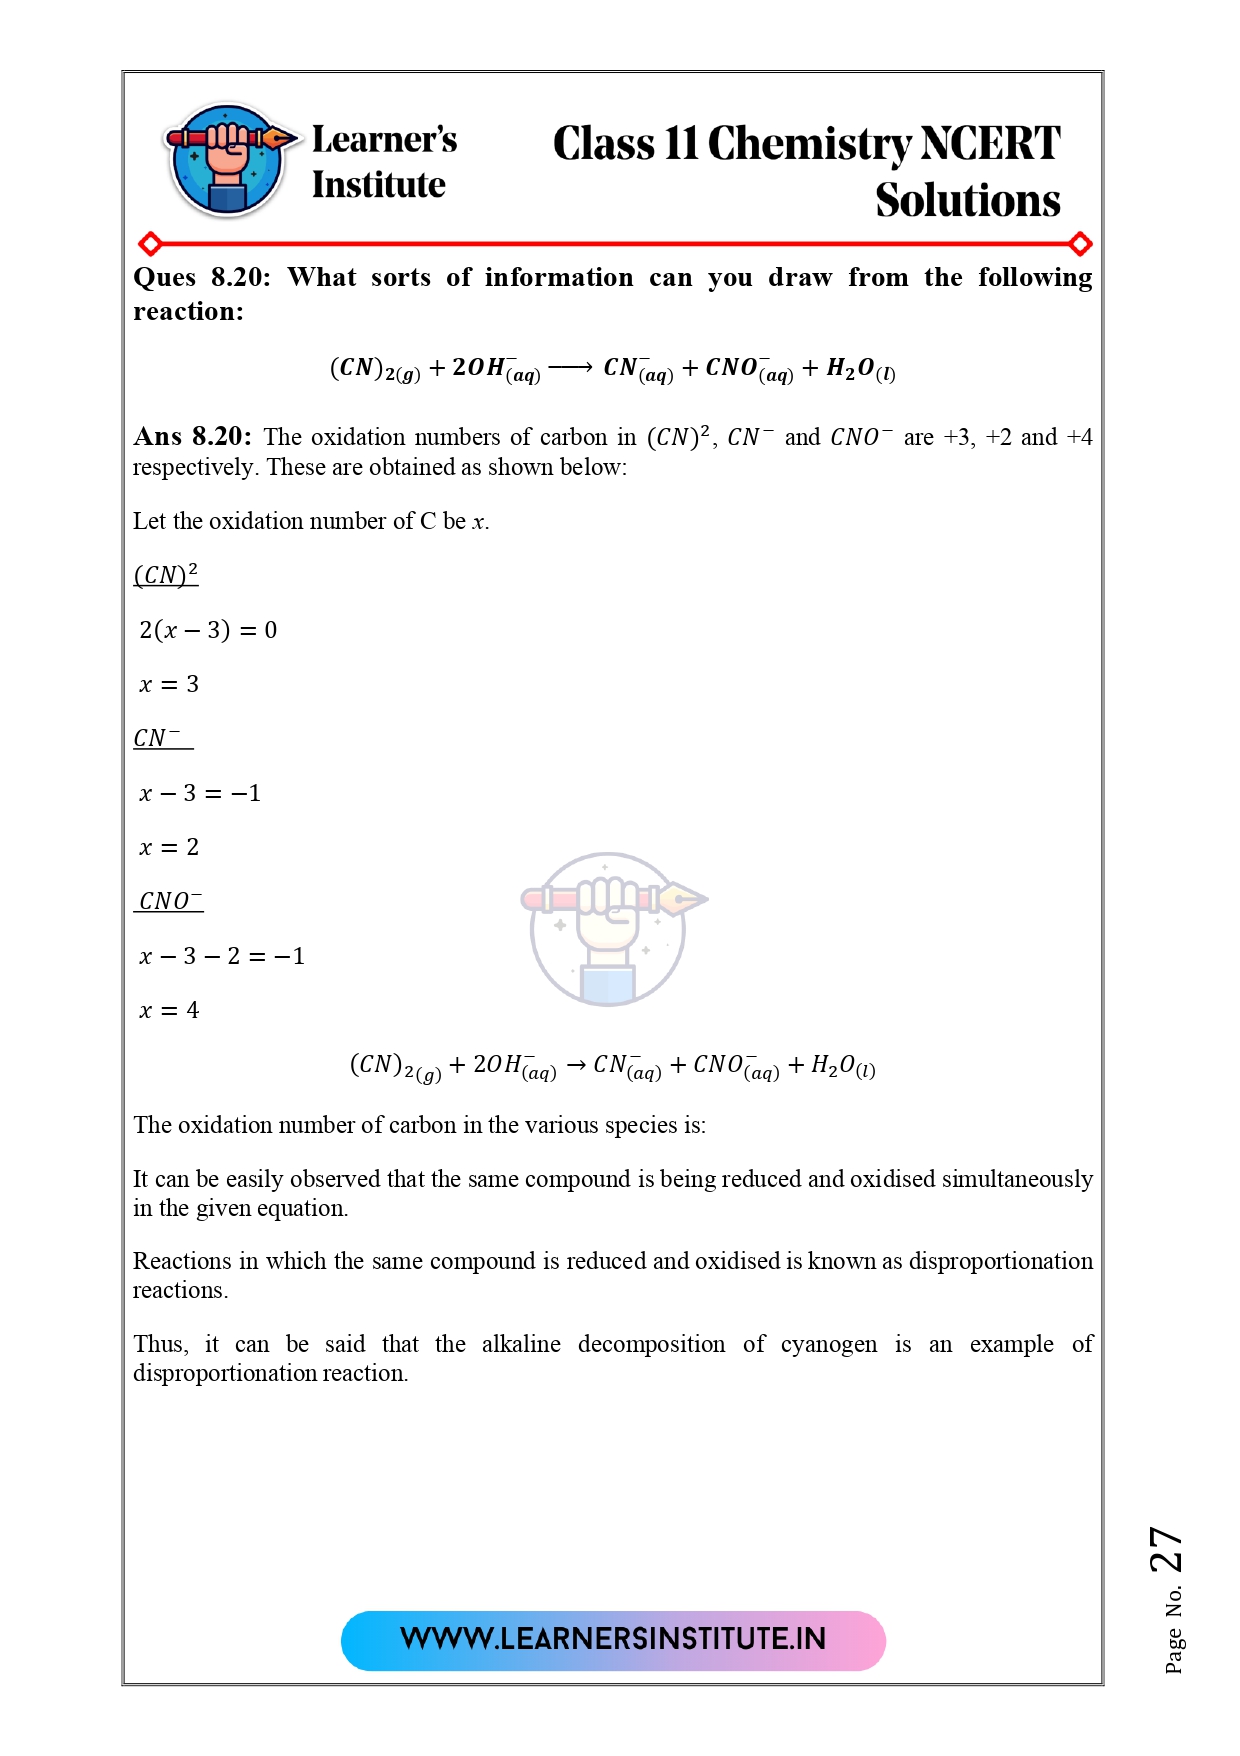 Learner's
Institute
Class 11 Chemistry NCERT
Solutions
Ques 8.20: What sorts of information can you draw from the following
reaction:
(CN)₂₍g₎ + 2OH⁻(aq) ⟶ CN⁻(aq) + CNO⁻(aq) + H₂O(l)
Ans 8.20: The oxidation numbers of carbon in (CN)², CN⁻ and CNO⁻ are +3, +2 and +4
respectively. These are obtained as shown below:
Let the oxidation number of C be x.
(CN)²
2(x − 3) = 0
x = 3
CN⁻
x − 3 = −1
x = 2
CNO⁻
x − 3 − 2 = −1
x = 4
(CN)₂(g) + 2OH⁻(aq) → CN⁻(aq) + CNO⁻(aq) + H₂O(l)
The oxidation number of carbon in the various species is:
It can be easily observed that the same compound is being reduced and oxidised simultaneously
in the given equation.
Reactions in which the same compound is reduced and oxidised is known as disproportionation
reactions.
Thus, it can be said that the alkaline decomposition of cyanogen is an example of
disproportionation reaction.
WWW.LEARNERSINSTITUTE.IN
Page No. 27